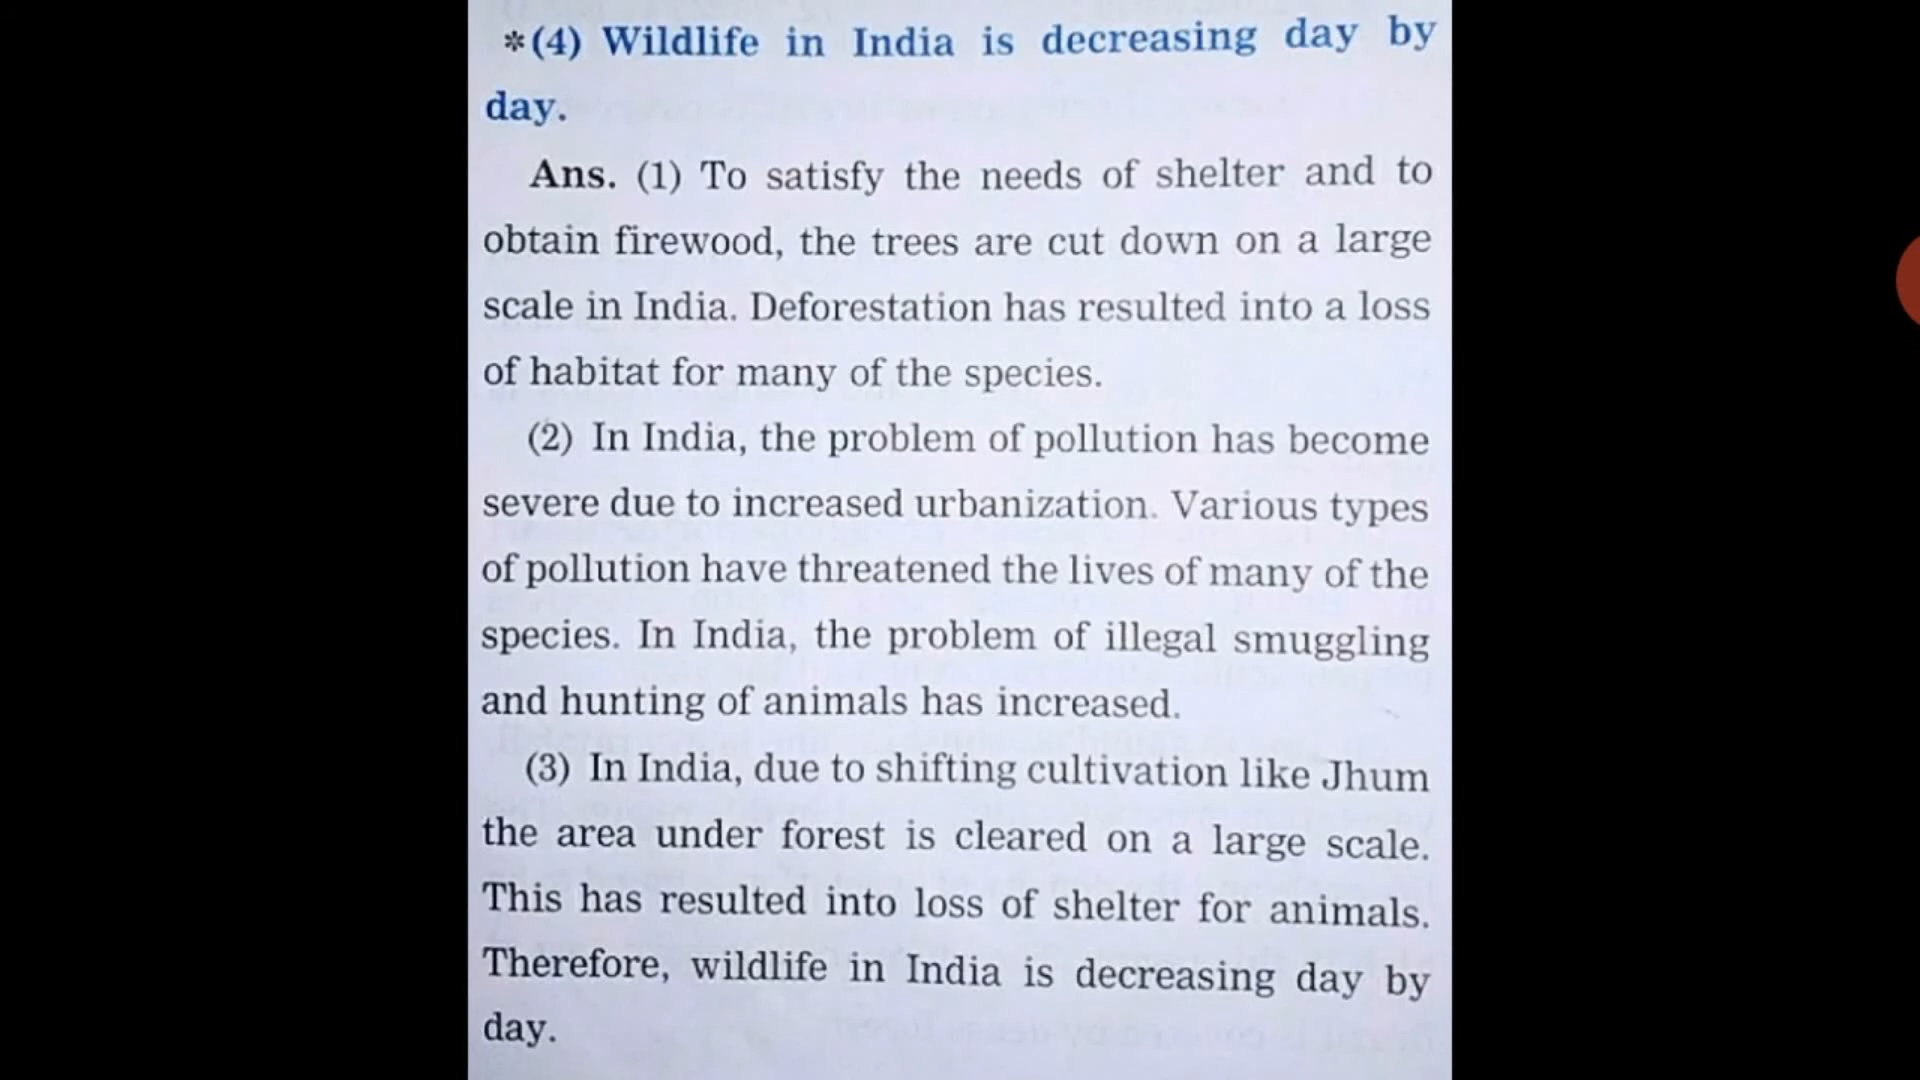 *(4) Wildlife in India is decreasing day by
day.
Ans. (1) To satisfy the needs of shelter and to
obtain firewood, the trees are cut down on a large
scale in India. Deforestation has resulted into a loss
of habitat for many of the species.
(2) In India, the problem of pollution has become
severe due to increased urbanization. Various types
of pollution have threatened the lives of many of the
species. In India, the problem of illegal smuggling
and hunting of animals has increased.
(3) In India, due to shifting cultivation like Jhum
the area under forest is cleared on a large scale.
This has resulted into loss of shelter for animals.
Therefore, wildlife in India is decreasing day by
day.